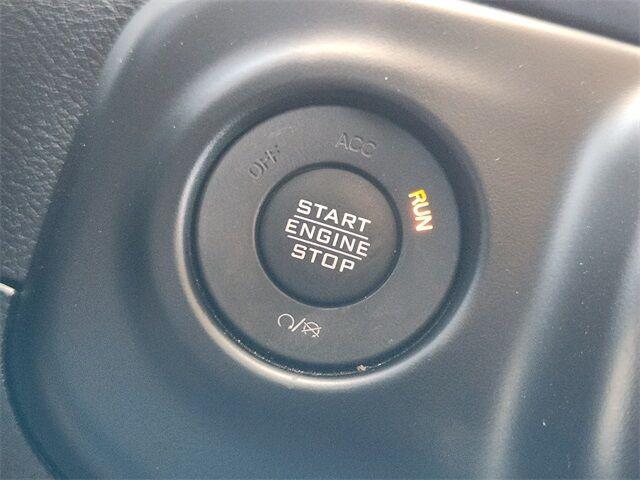 OFF
ACC
RUN
START
ENGINE
STOP